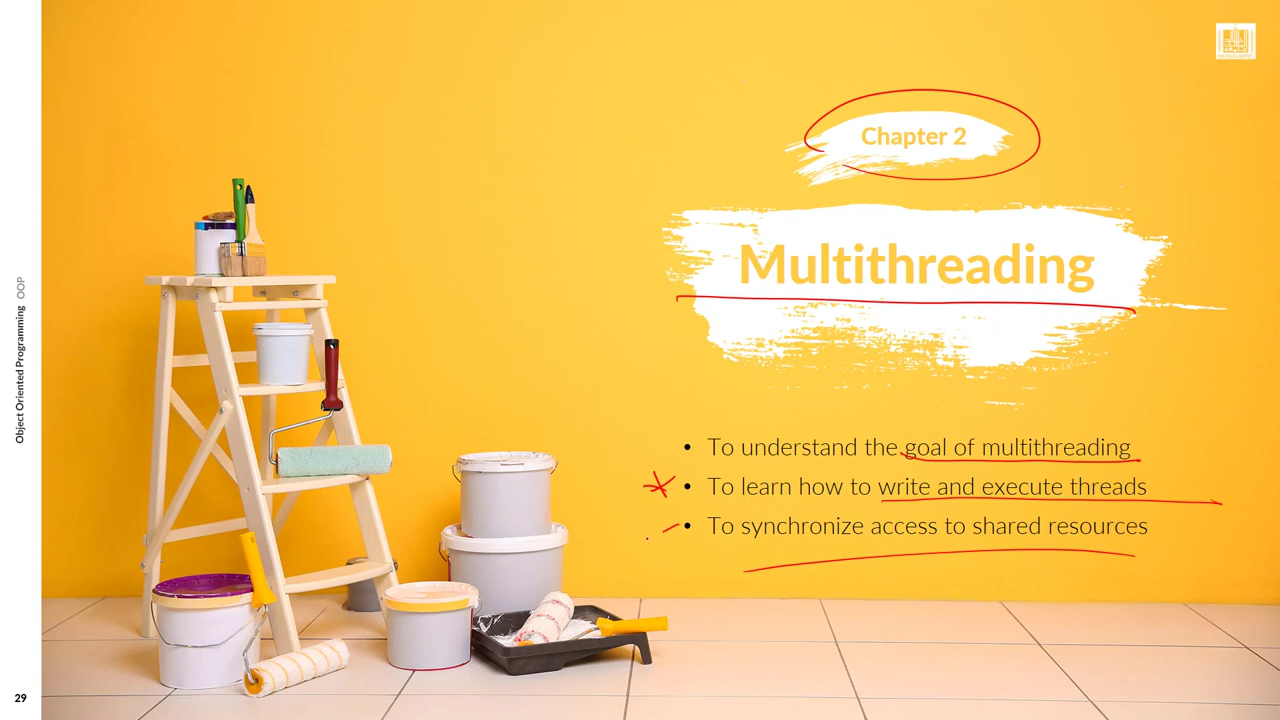 Chapter 2
Multithreading
• To understand the goal of multithreading
• To learn how to write and execute threads
• To synchronize access to shared resources
Object Oriented Programming OOP
29